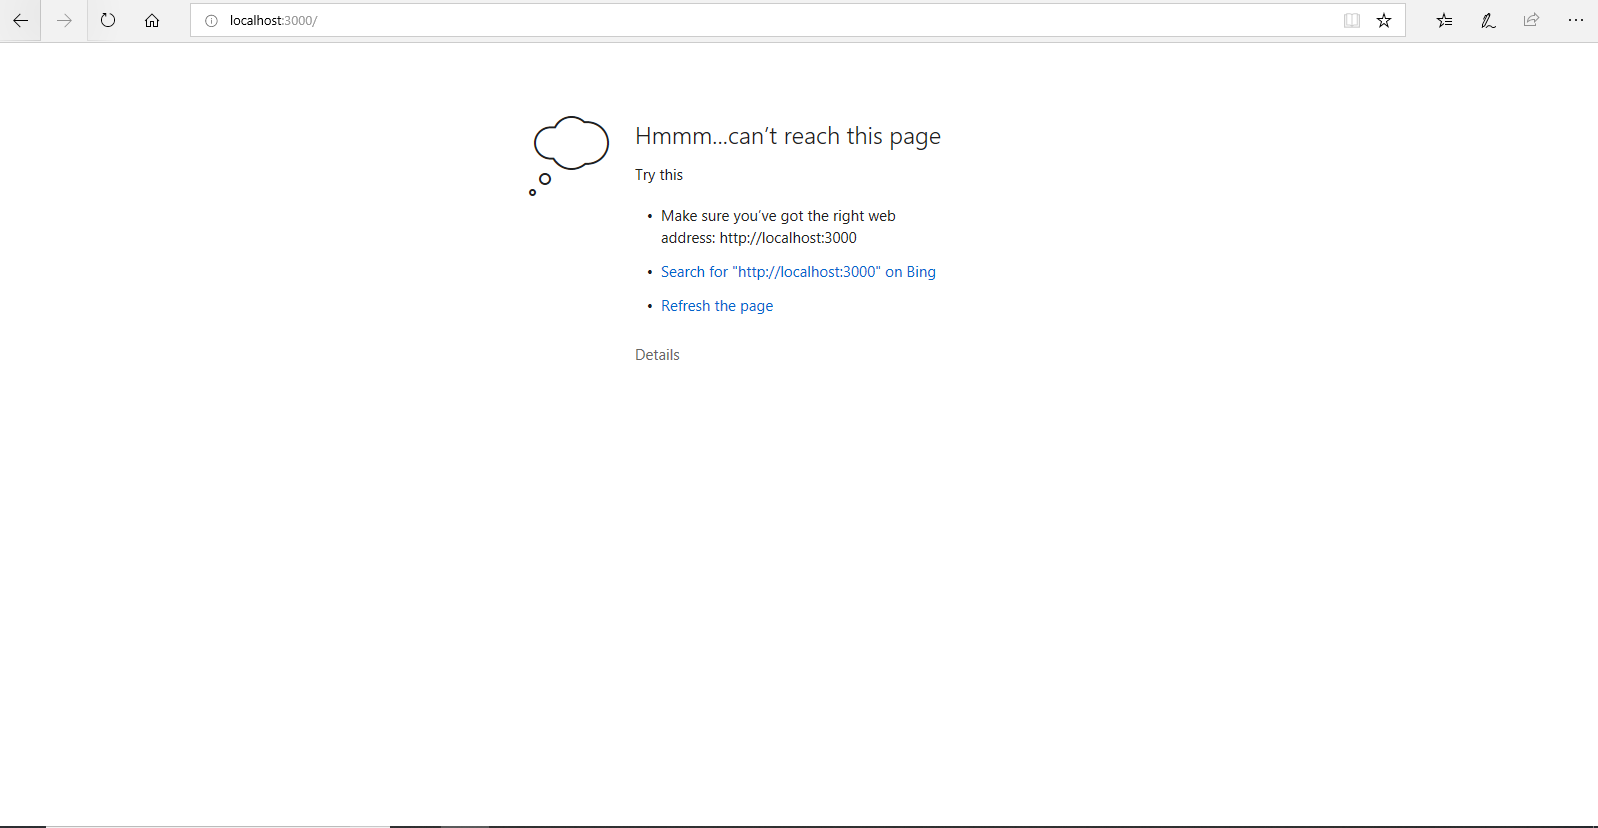 localhost:3000/
Hmmm...can’t reach this page
Try this
• Make sure you’ve got the right web
address: http://localhost:3000
• Search for "http://localhost:3000" on Bing
• Refresh the page
Details